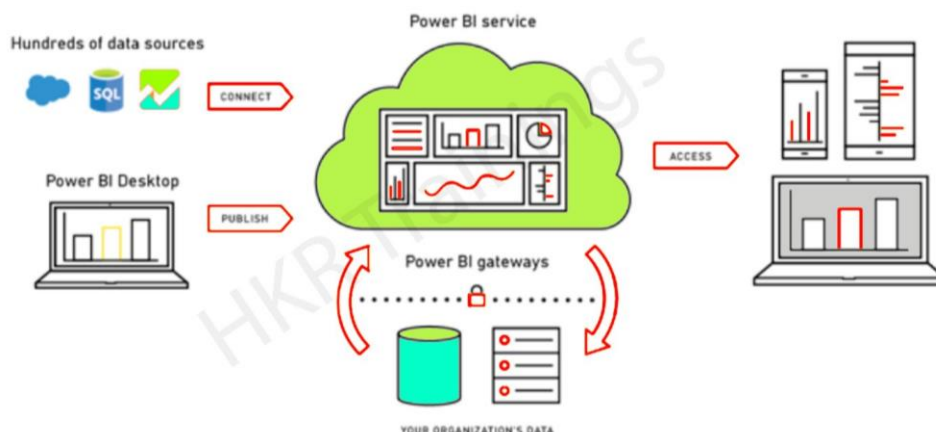 Power BI service
Hundreds of data sources
SQL
CONNECT
ACCESS
Power BI Desktop
PUBLISH
Power BI gateways
YOUR ORGANIZATION'S DATA
HKR Trainings